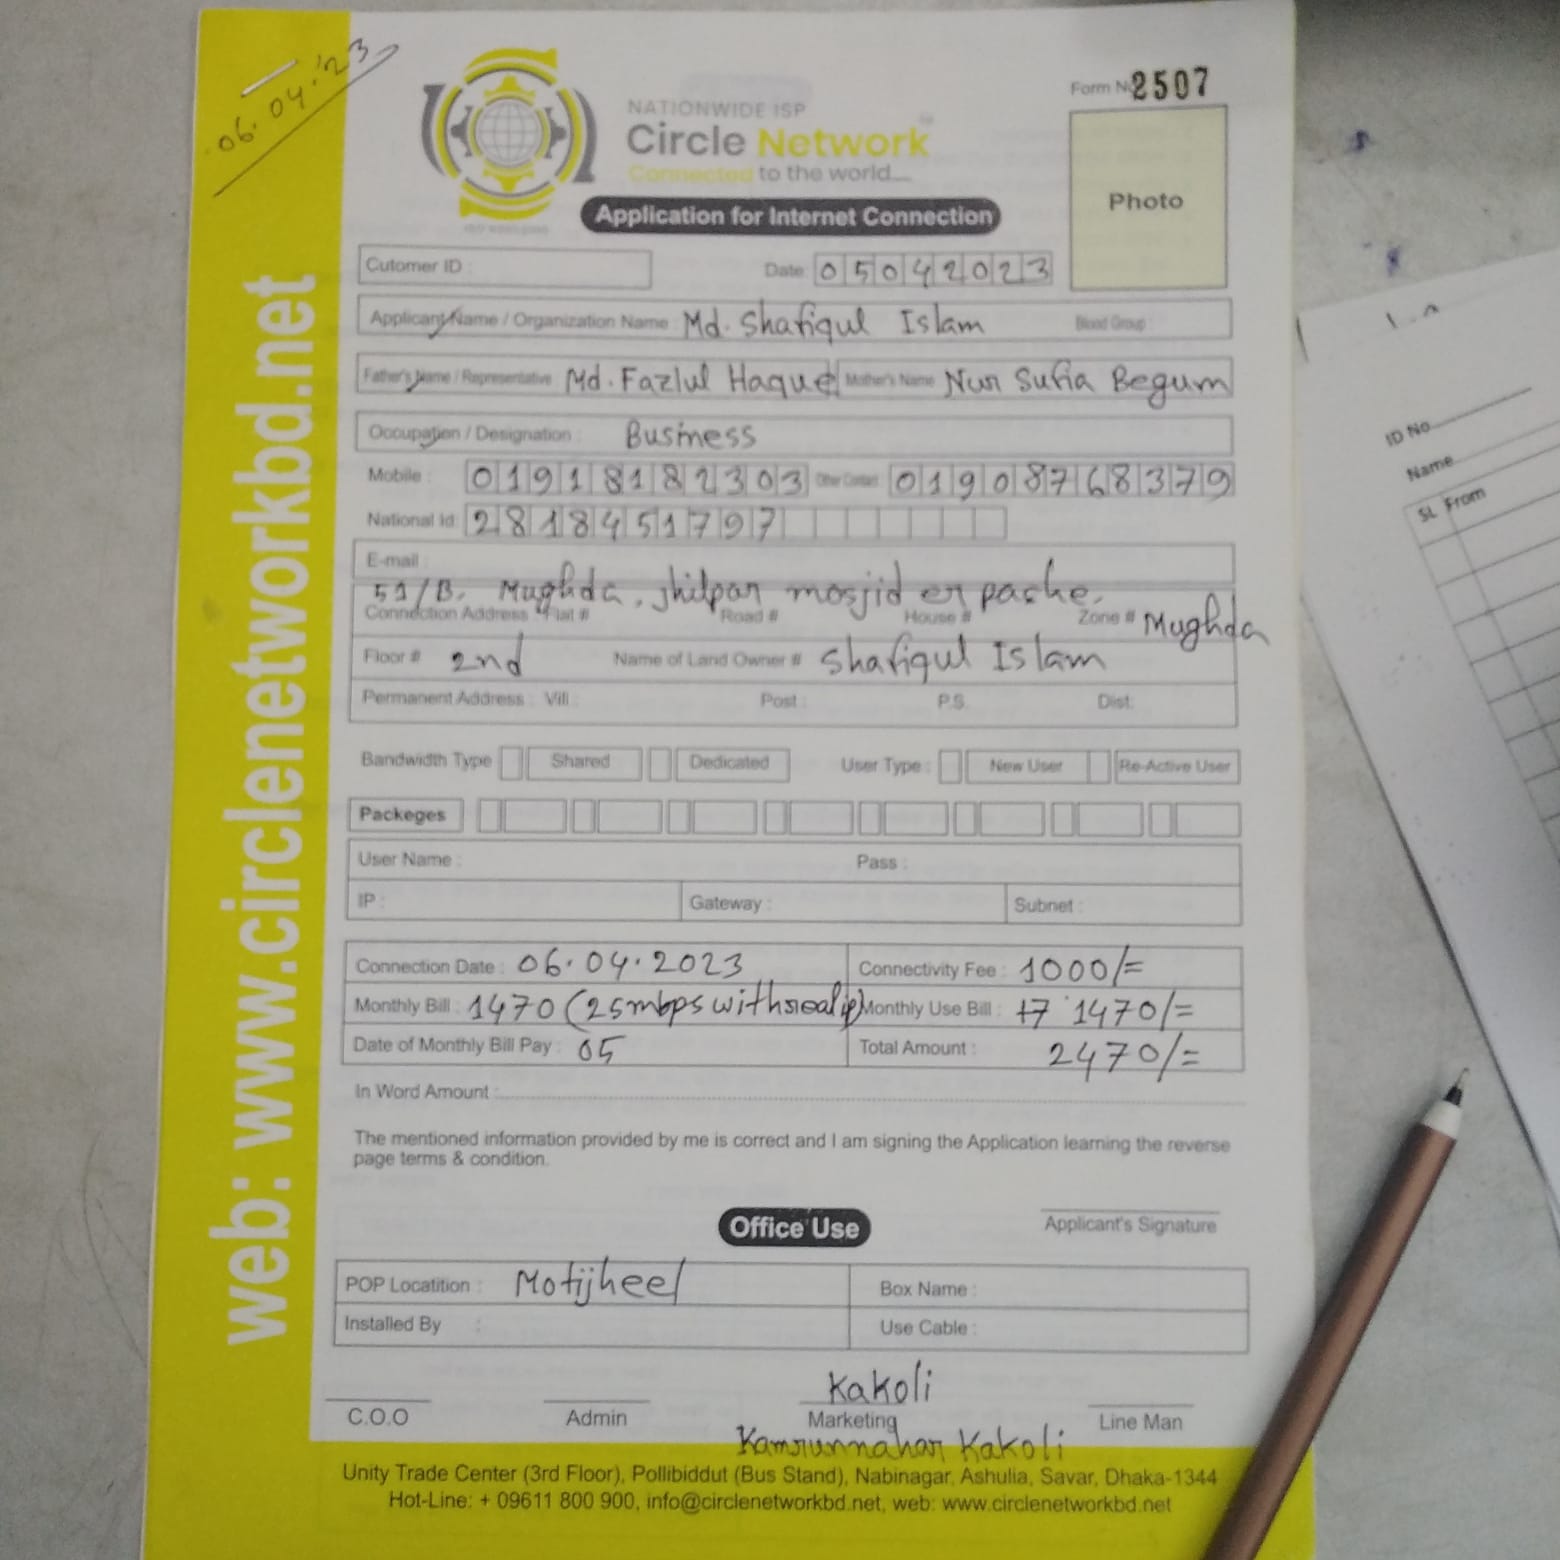 06.04.'23
NATIONWIDE ISP
Circle Network
Connected to the world...
Form No 2507
Photo
Application for Internet Connection
Cutomer ID :
Date: 05042023
Applicant Name / Organization Name : Md. Shafiqul Islam Blood Group :
Father's Name / Representative Md. Fazlul Haque Mother's Name Nur Sufia Begum
Occupation / Designation : Business
Mobile : 01918182303 Other Contact : 01908768379
National Id: 2818451797
E-mail :
51/B, Mughda, jhilpar mosjid er pashe,
Connection Address Flat # Road # House # Zone # Mughda
Floor # 2nd Name of Land Owner # Shafiqul Islam
Permanent Address : Vill : Post : P.S. Dist:
Bandwidth Type Shared Dedicated User Type : New User Re-Active User
Packeges
User Name : Pass :
IP : Gateway : Subnet :
Connection Date : 06.04.2023 Connectivity Fee : 1000/=
Monthly Bill : 1470 (25mbps with real ip) Monthly Use Bill : 1470/=
Date of Monthly Bill Pay : 05 Total Amount : 2470/=
In Word Amount :
The mentioned information provided by me is correct and I am signing the Application learning the reverse
page terms & condition.
Applicant's Signature
Office Use
POP Locatition : Motijheel Box Name :
Installed By : Use Cable :
Kakoli
C.O.O Admin Marketing Line Man
Kamrunnahar Kakoli
Unity Trade Center (3rd Floor), Pollibiddut (Bus Stand), Nabinagar, Ashulia, Savar, Dhaka-1344
Hot-Line: + 09611 800 900, info@circlenetworkbd.net, web: www.circlenetworkbd.net
web: www.circlenetworkbd.net
ID No
Name
SL From